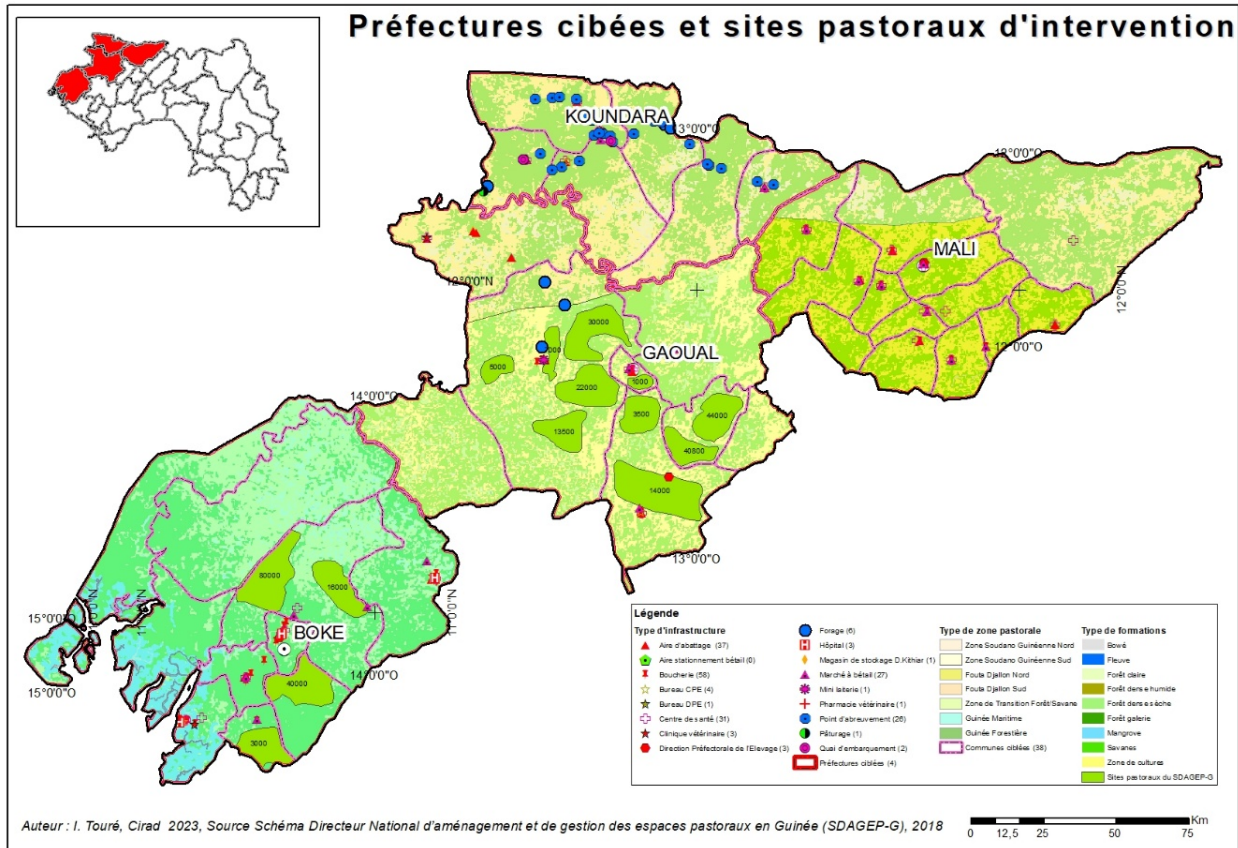 Préfectures cibées et sites pastoraux d'intervention
KOUNDARA
13°0'0"O
12°0'0"O
MALI
12°0'0"N
12°0'0"N
12°0'0"O
30000
5000
GAOUAL
1000
22000
3500
44000
13500
40800
14000
14°0'0"O
13°0'0"O
80000
16000
11°0'0"N
15°0'0"O
BOKE
14°0'0"O
15°0'0"O
40000
3000
Légende
Type d'infrastructure
Aire d'abattage (37)
Aire stationnement bétail (0)
Boucherie (58)
Bureau CPE (4)
Bureau DPE (1)
Centre de santé (31)
Clinique vétérinaire (3)
Direction Préfectorale de l'Elevage (3)
Forage (6)
Hôpital (3)
Magasin de stockage D.Kithiar (1)
Marché à bétail (27)
Mini laiterie (1)
Pharmacie vétérinaire (1)
Point d'abreuvement (26)
Pâturage (1)
Quai d'embarquement (2)
Préfectures ciblées (4)
Type de zone pastorale
Zone Soudano Guinéenne Nord
Zone Soudano Guinéenne Sud
Fouta Djallon Nord
Fouta Djallon Sud
Zone de Transition Forêt/Savane
Guinée Maritime
Guinée Forestière
Communes ciblées (38)
Type de formations
Bowé
Fleuve
Forêt claire
Forêt dense humide
Forêt dense sèche
Forêt galerie
Mangrove
Savanes
Zone de cultures
Sites pastoraux du SDAGEP-G
Auteur : I. Touré, Cirad 2023, Source Schéma Directeur National d'aménagement et de gestion des espaces pastoraux en Guinée (SDAGEP-G), 2018
Km
0 12,5 25 50 75